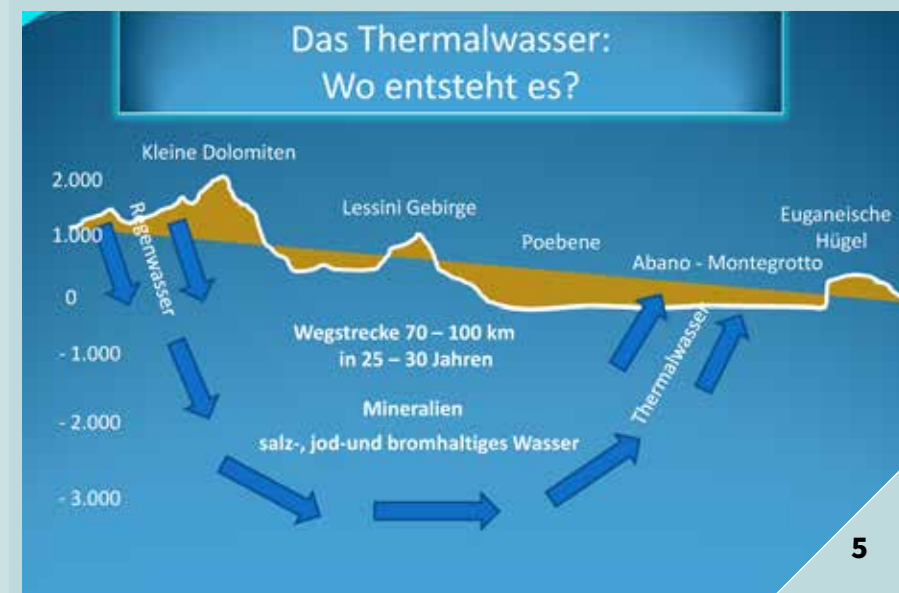 Das Thermalwasser:
Wo entsteht es?
Kleine Dolomiten
2.000
Lessini Gebirge
Euganeische
Hügel
1.000
Regenwasser
Poebene
Abano - Montegrotto
0
Wegstrecke 70 – 100 km
in 25 – 30 Jahren
Thermalwasser
- 1.000
Mineralien
- 2.000
salz-, jod-und bromhaltiges Wasser
- 3.000
5